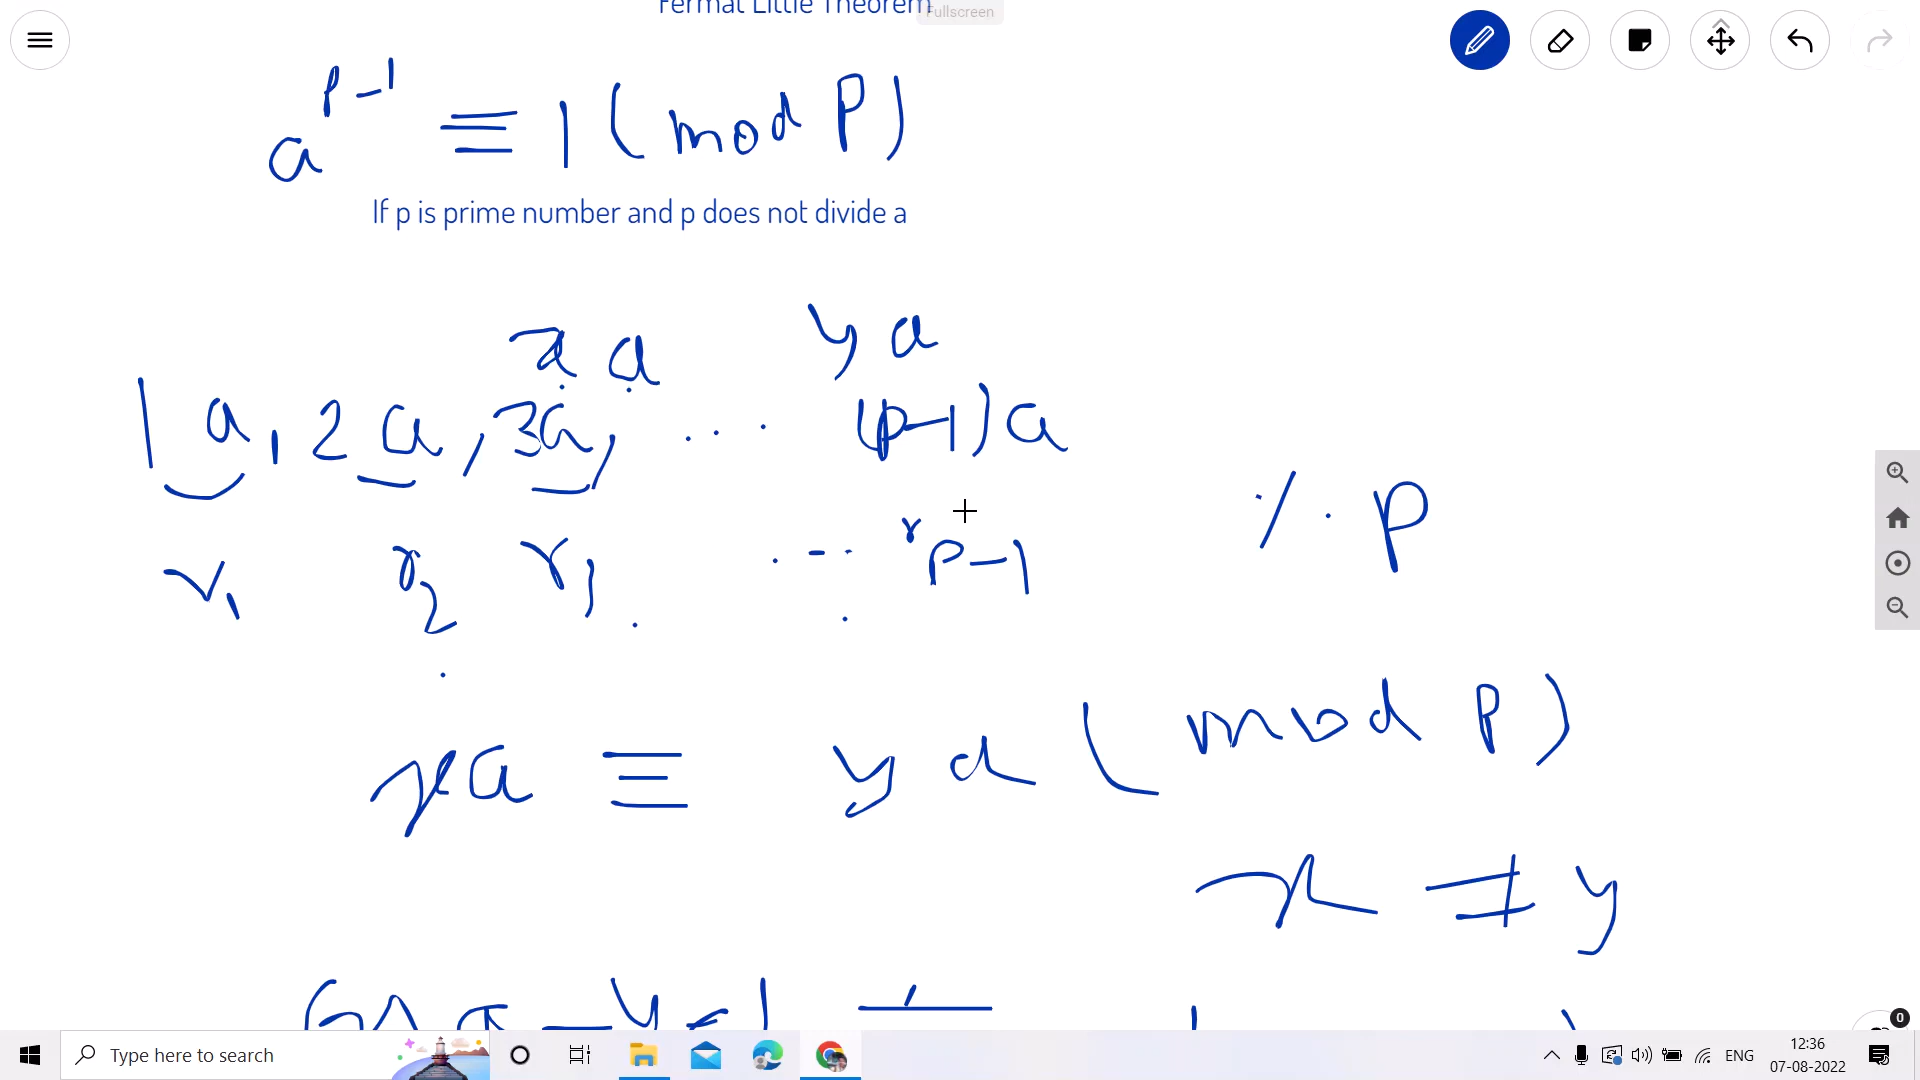 Fermat Little Theorem
Fullscreen
a^{p-1} ≡ 1 (mod P)
If p is prime number and p does not divide a
xa ya
1a, 2a, 3a, ... (p-1)a
% P
r₁ r₂ r₃ ... r_{p-1}
xa ≡ ya (mod P)
x ≠ y
Type here to search
ENG
12:36
07-08-2022
0